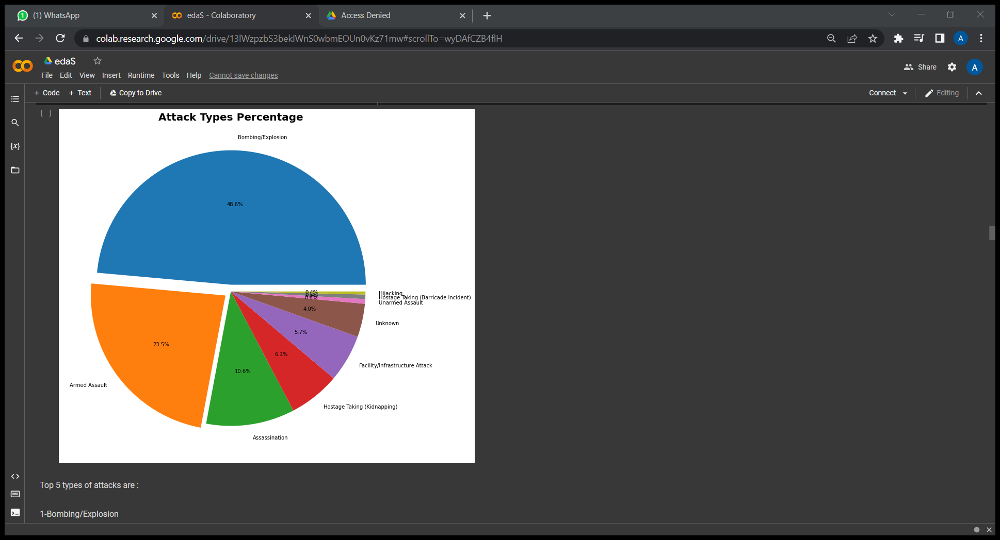 (1) WhatsApp
edaS - Colaboratory
Access Denied
colab.research.google.com/drive/13lWzpzbS3beklWnS0wbmEOUn0vKz71mw#scrollTo=wyDAfCZB4flH
A
edaS
File Edit View Insert Runtime Tools Help Cannot save changes
Share
A
+ Code + Text Copy to Drive
Connect
Editing
[ ]
Attack Types Percentage
Bombing/Explosion
48.6%
0.4%
Hijacking
Hostage Taking (Barricade Incident)
0.6%
Unarmed Assault
4.0%
Unknown
5.7%
23.5%
6.1%
Facility/Infrastructure Attack
10.6%
Armed Assault
Hostage Taking (Kidnapping)
Assassination
Top 5 types of attacks are :
1-Bombing/Explosion